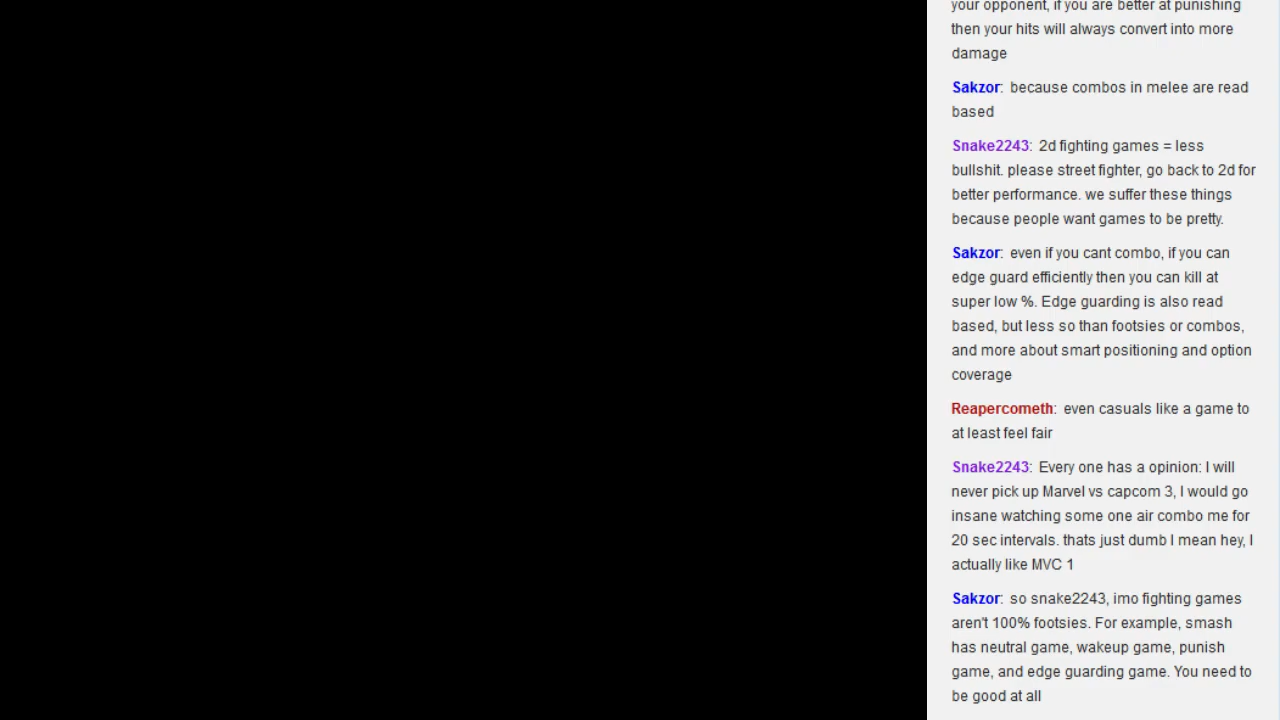 your opponent, if you are better at punishing
then your hits will always convert into more
damage
Sakzor: because combos in melee are read
based
Snake2243: 2d fighting games = less
bullshit. please street fighter, go back to 2d for
better performance. we suffer these things
because people want games to be pretty.
Sakzor: even if you cant combo, if you can
edge guard efficiently then you can kill at
super low %. Edge guarding is also read
based, but less so than footsies or combos,
and more about smart positioning and option
coverage
Reapercometh: even casuals like a game to
at least feel fair
Snake2243: Every one has a opinion: I will
never pick up Marvel vs capcom 3, I would go
insane watching some one air combo me for
20 sec intervals. thats just dumb I mean hey, I
actually like MVC 1
Sakzor: so snake2243, imo fighting games
aren't 100% footsies. For example, smash
has neutral game, wakeup game, punish
game, and edge guarding game. You need to
be good at all